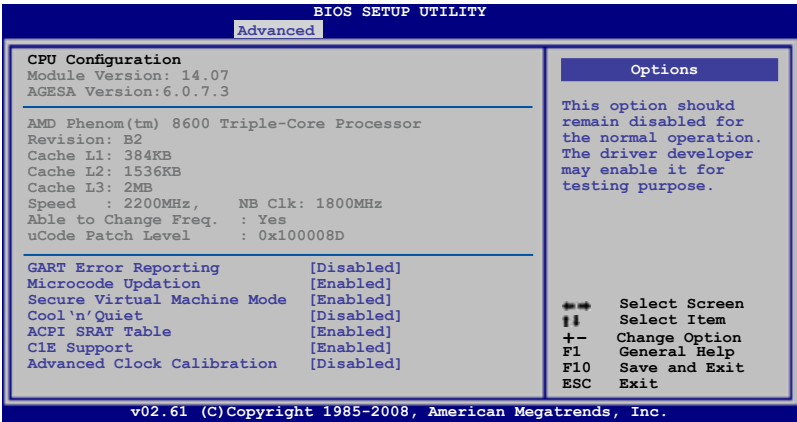 BIOS SETUP UTILITY
Advanced
CPU Configuration
Module Version: 14.07
AGESA Version:6.0.7.3
AMD Phenom(tm) 8600 Triple-Core Processor
Revision: B2
Cache L1: 384KB
Cache L2: 1536KB
Cache L3: 2MB
Speed : 2200MHz, NB Clk: 1800MHz
Able to Change Freq. : Yes
uCode Patch Level : 0x100008D
GART Error Reporting [Disabled]
Microcode Updation [Enabled]
Secure Virtual Machine Mode [Enabled]
Cool‘n’Quiet [Disabled]
ACPI SRAT Table [Enabled]
C1E Support [Enabled]
Advanced Clock Calibration [Disabled]
Options
This option shoukd
remain disabled for
the normal operation.
The driver developer
may enable it for
testing purpose.
Select Screen
Select Item
+- Change Option
F1 General Help
F10 Save and Exit
ESC Exit
v02.61 (C)Copyright 1985-2008, American Megatrends, Inc.